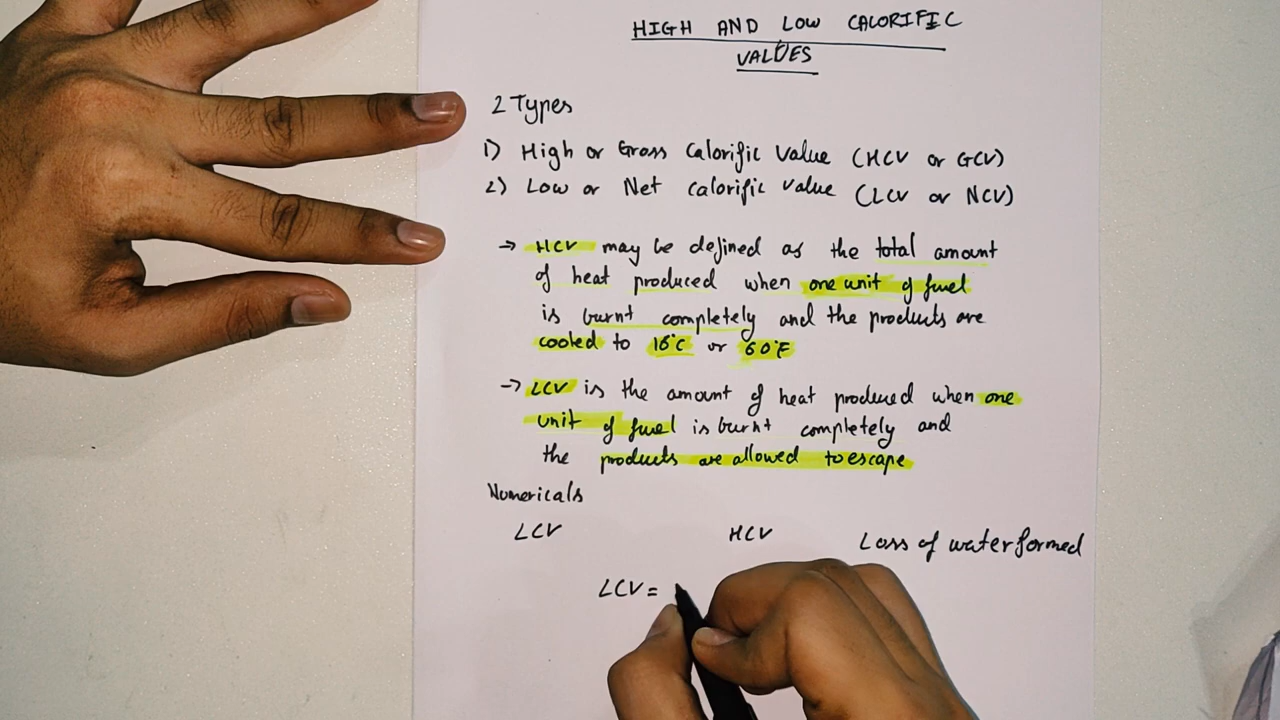 HIGH AND LOW CALORIFIC
VALUES
2 Types
1) High or Gross Calorific Value (HCV or GCV)
2) Low or Net calorific value (LCV or NCV)
→ HCV may be defined as the total amount
of heat produced when one unit of fuel
is burnt completely and the products are
cooled to 16°C or 60°F
→ LCV is the amount of heat produced when one
unit of fuel is burnt completely and
the products are allowed to escape
Numericals
LCV HCV Loss of water formed
LCV =